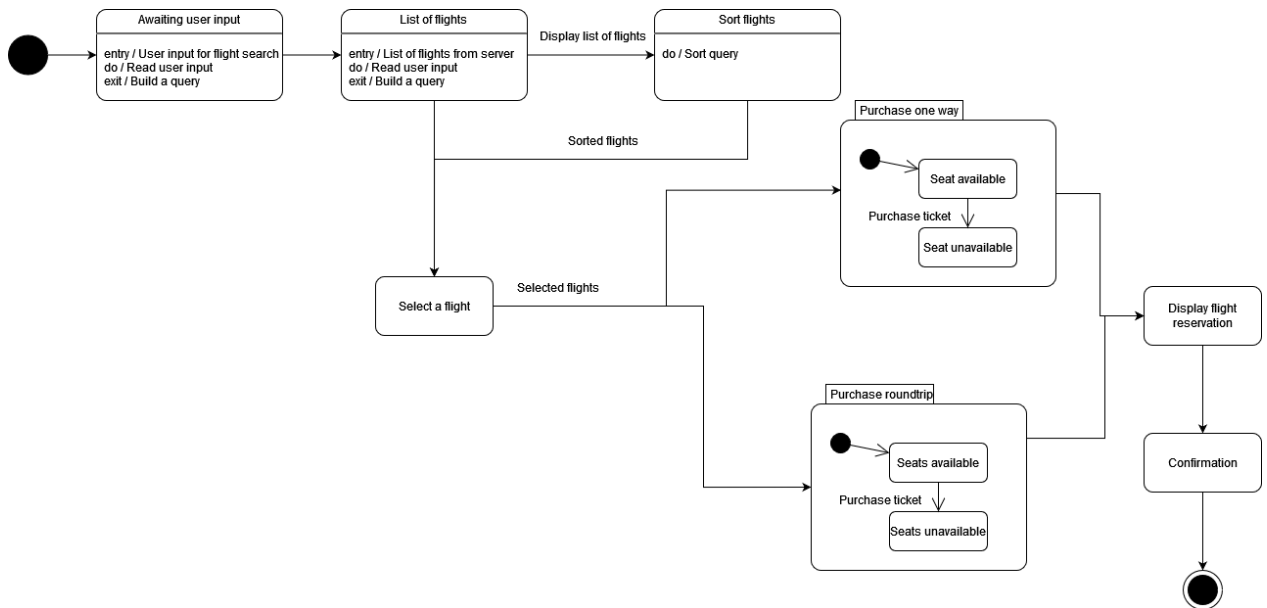 Awaiting user input
entry / User input for flight search
do / Read user input
exit / Build a query
List of flights
entry / List of flights from server
do / Read user input
exit / Build a query
Display list of flights
Sort flights
do / Sort query
Sorted flights
Purchase one way
Seat available
Purchase ticket
Seat unavailable
Select a flight
Selected flights
Display flight
reservation
Purchase roundtrip
Seats available
Purchase ticket
Seats unavailable
Confirmation